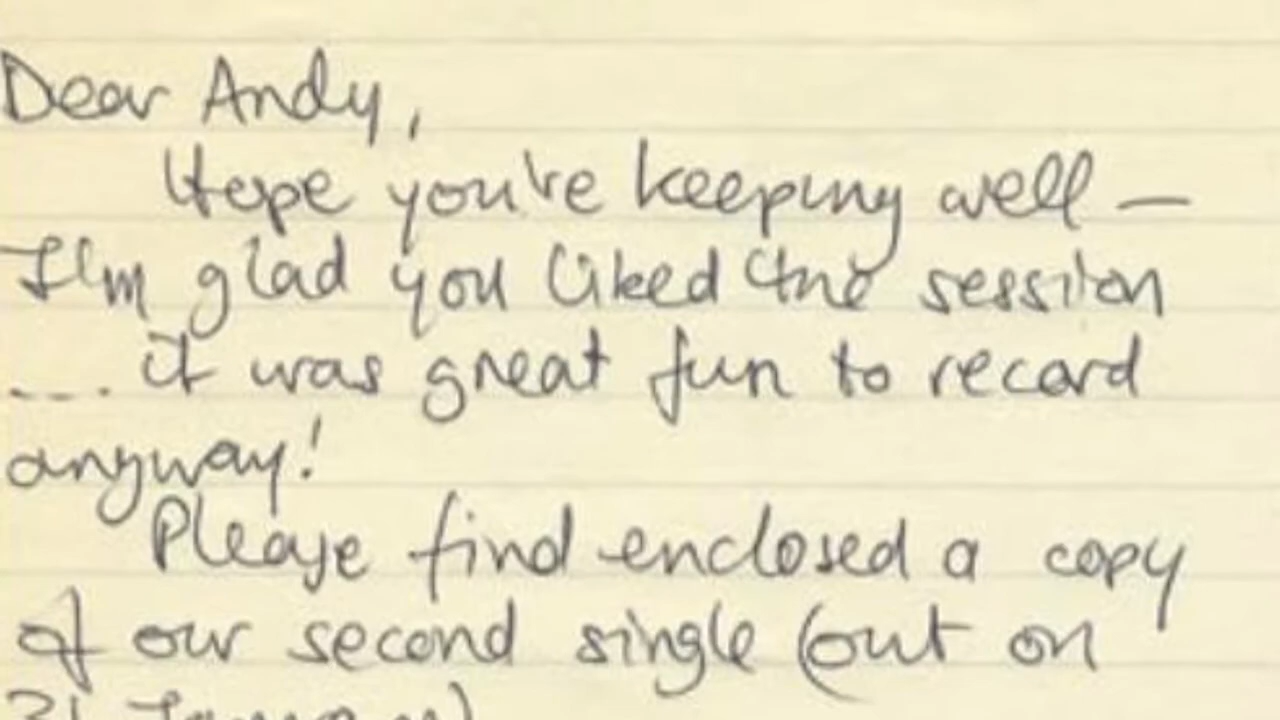 Dear Andy,
Hope you're keeping well —
I'm glad you liked the session
.... it was great fun to record
anyway!
Please find enclosed a copy
of our second single (out on